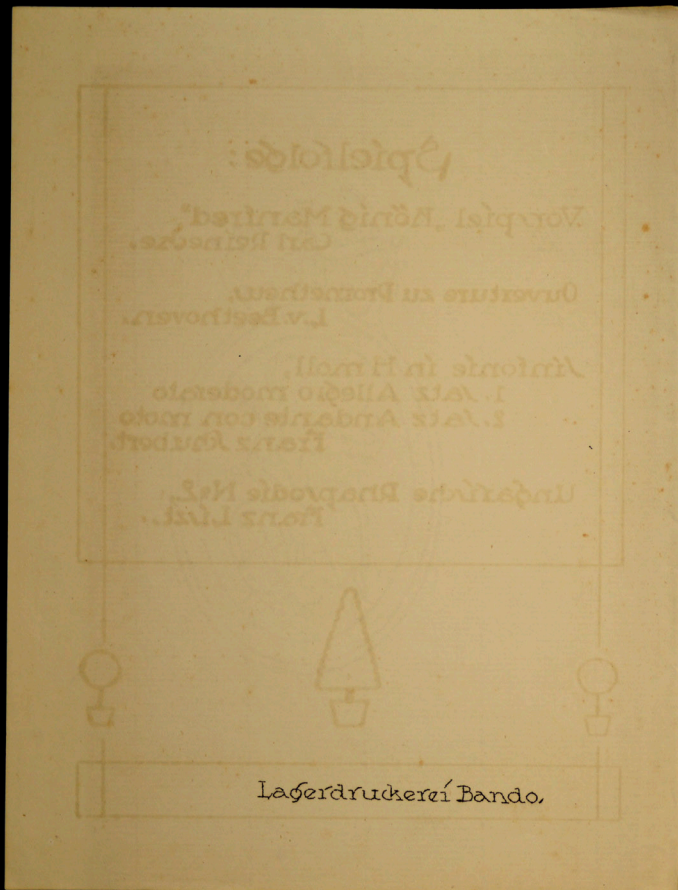 Spielfolge:
Vorspiel „König Manfred“,
Carl Reinecke.
Ouverture zu Prometheus,
L.v.Beethoven.
Sinfonie in H moll,
1. Satz Allegro moderato
2. Satz Andante con moto
Franz Schubert.
Ungarische Rhapsodie No2.,
Franz Liszt.
Lagerdruckerei Bando.